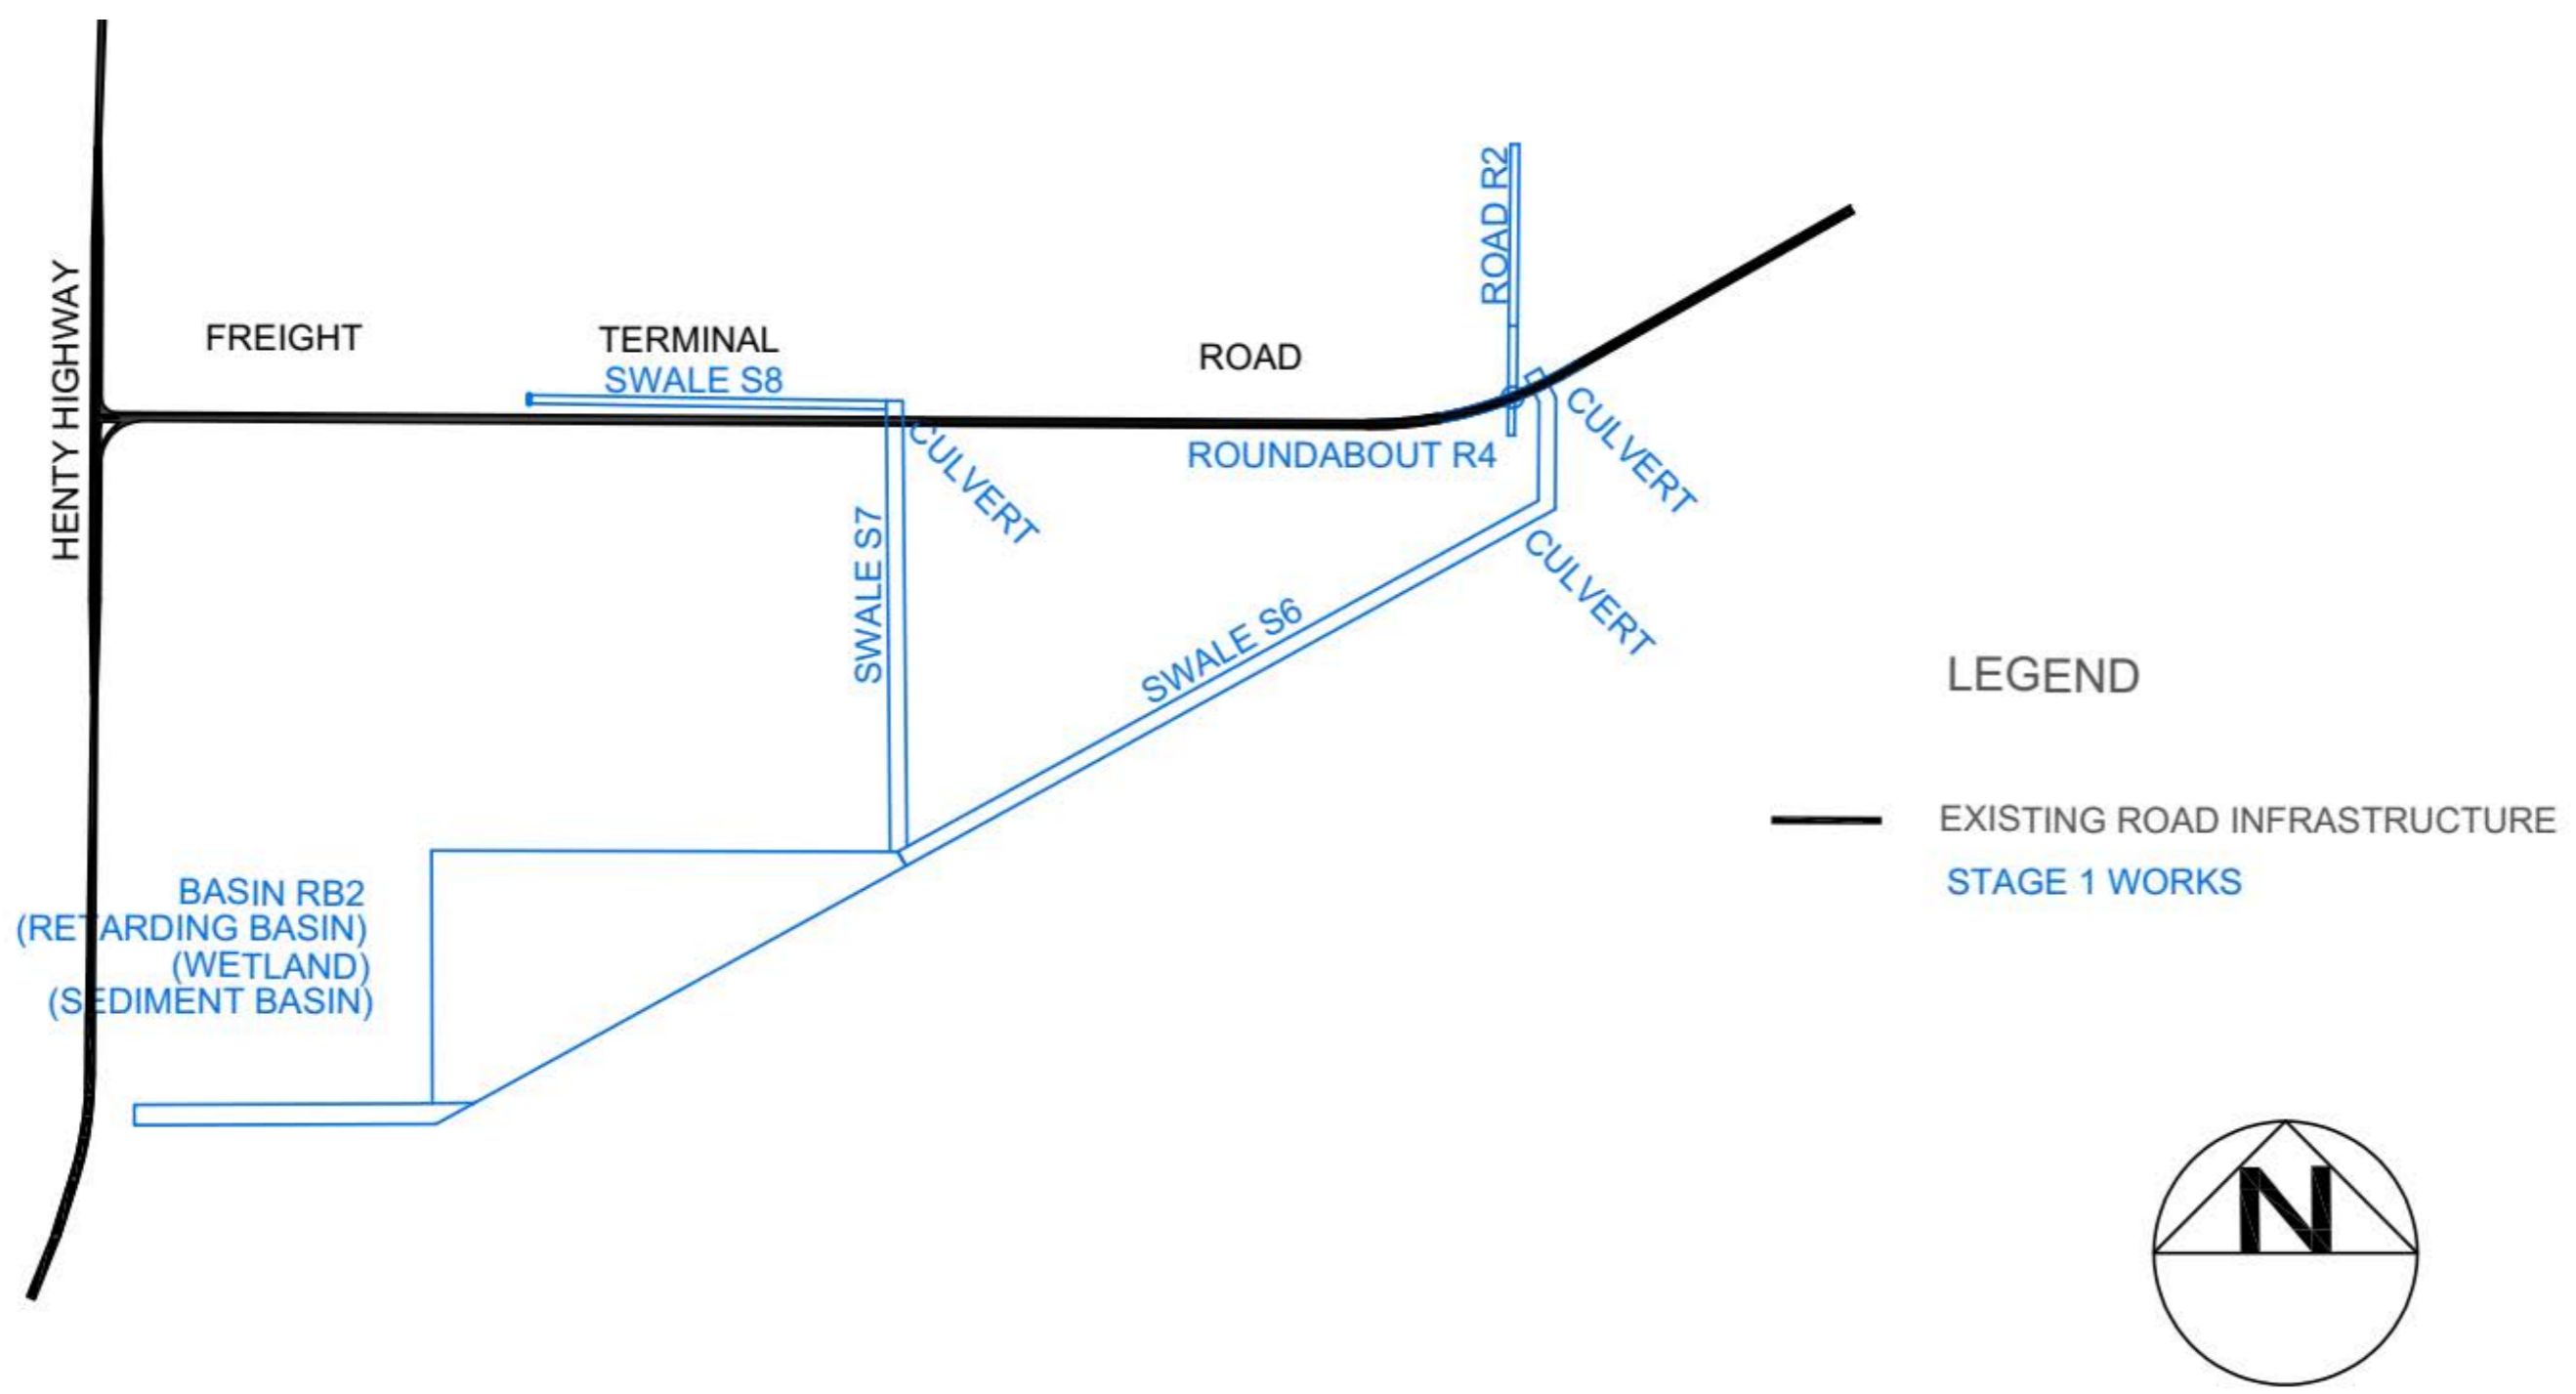 ROAD R2
HENTY HIGHWAY
FREIGHT
TERMINAL
ROAD
SWALE S8
CULVERT
CULVERT
ROUNDABOUT R4
SWALE S7
CULVERT
SWALE S6
LEGEND
EXISTING ROAD INFRASTRUCTURE
STAGE 1 WORKS
BASIN RB2
(RETARDING BASIN)
(WETLAND)
(SEDIMENT BASIN)
N